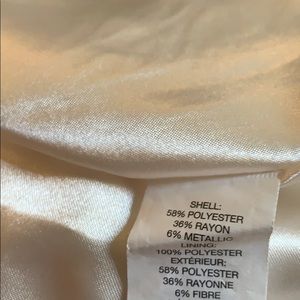 SHELL:
58% POLYESTER
36% RAYON
6% METALLIC
LINING:
100% POLYESTER
EXTÉRIEUR:
58% POLYESTER
36% RAYONNE
6% FIBRE